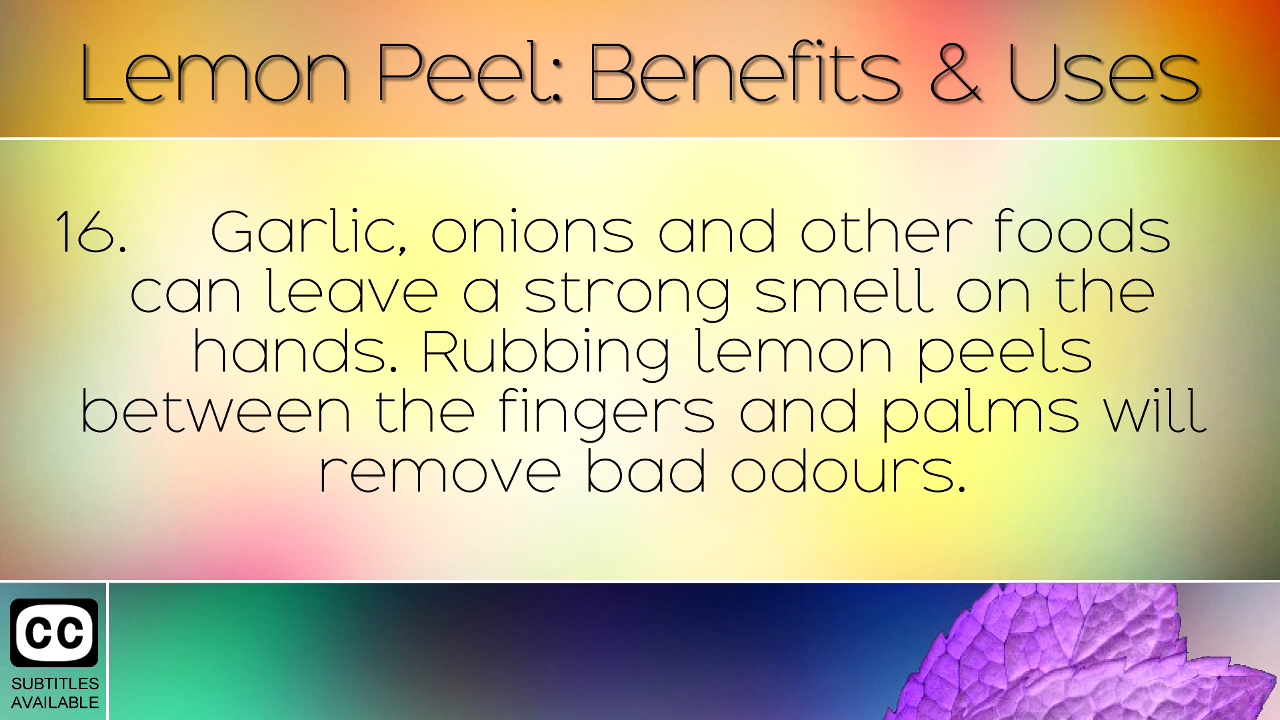 Lemon Peel: Benefits & Uses
16. Garlic, onions and other foods
can leave a strong smell on the
hands. Rubbing lemon peels
between the fingers and palms will
remove bad odours.
CC
SUBTITLES
AVAILABLE